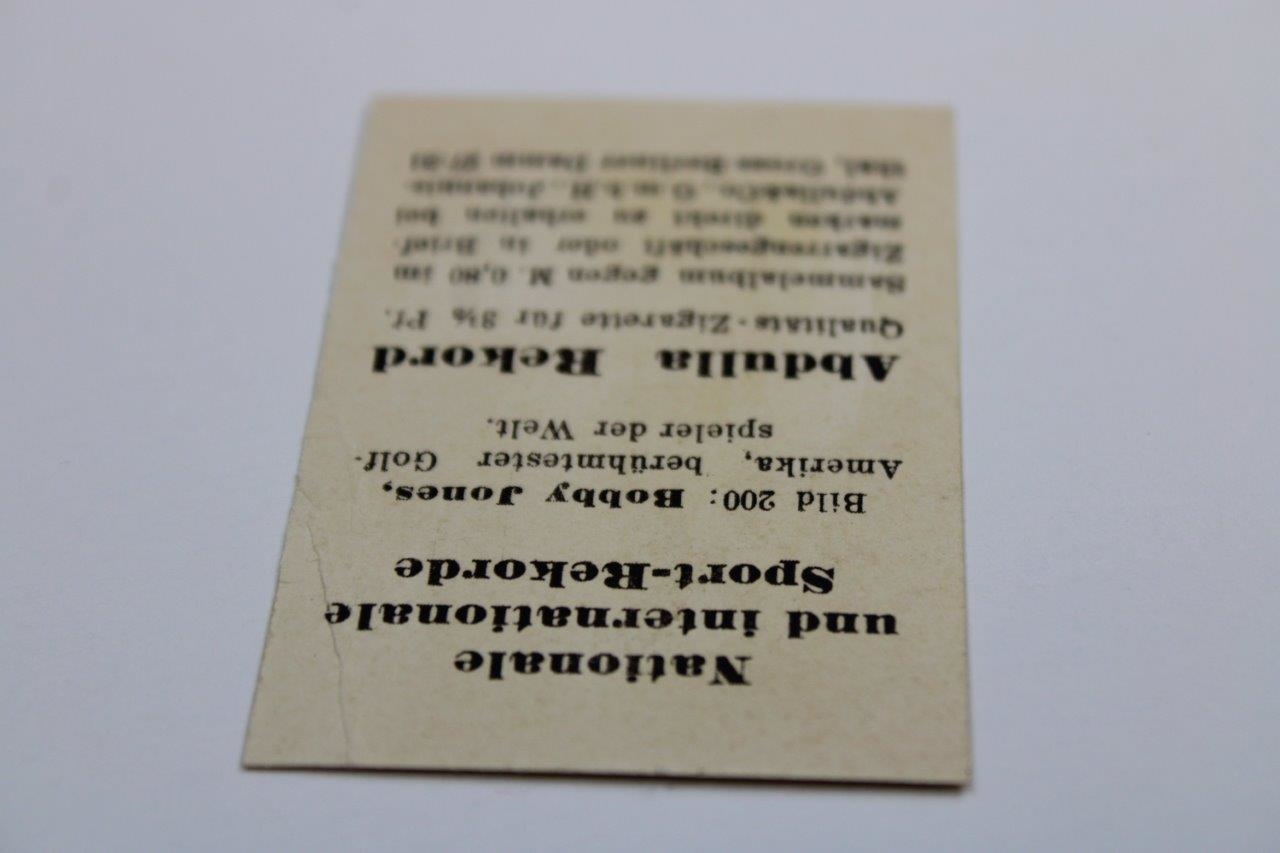 Nationale
und internationale
Sport-Rekorde
Bild 200: Bobby Jones,
Amerika, berühmtester Golf-
spieler der Welt.
Abdulla Rekord
Qualitäts-Zigarette für 3⅓ Pf.
Sammelalbum gegen M. 0,80 im
Zigarrengeschäft oder in Brief-
marken direkt zu erhalten bei
Abdulla&Co., G.m.b.H., Johannis-
thal, Gross-Berliner Damm